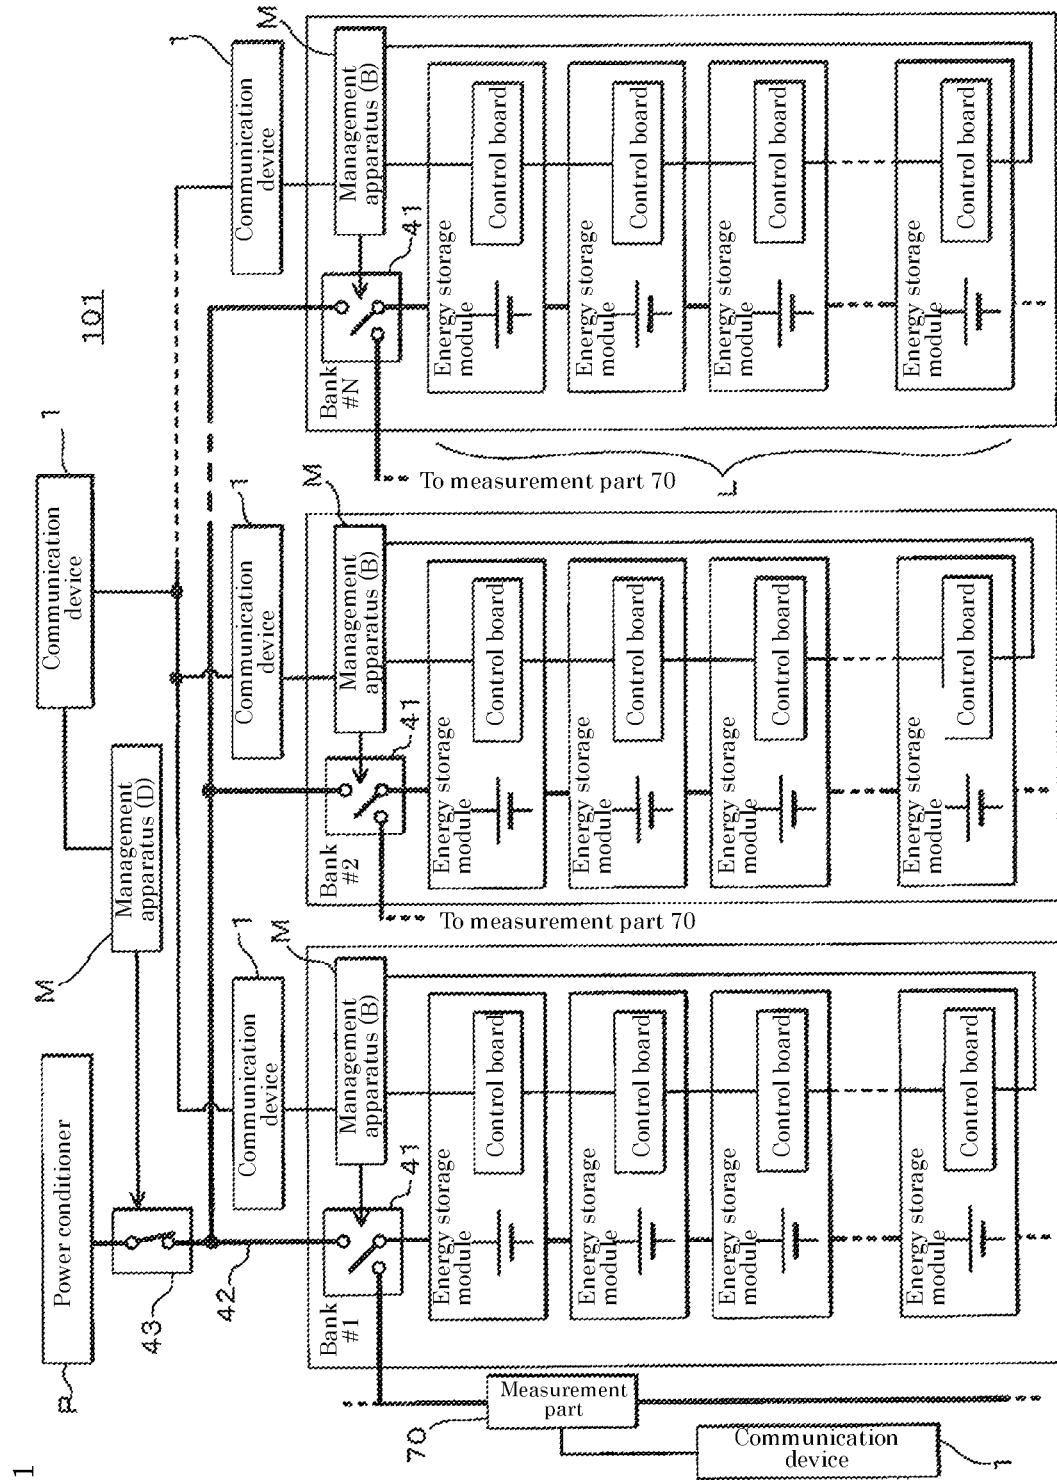 1
101
P
Power conditioner
M
Management
apparatus (D)
Communication
device
1
43
42
Communication
device
1
Communication
device
1
Communication
device
1
70
Measurement
part
Communication
device
1
Bank
#1
41
M
Management
apparatus (B)
Energy storage
module
Control board
Energy storage
module
Control board
Energy storage
module
Control board
Energy storage
module
Control board
To measurement part 70
Bank
#2
41
M
Management
apparatus (B)
Energy storage
module
Control board
Energy storage
module
Control board
Energy storage
module
Control board
Energy storage
module
Control board
To measurement part 70
L
Bank
#N
41
M
Management
apparatus (B)
Energy storage
module
Control board
Energy storage
module
Control board
Energy storage
module
Control board
Energy storage
module
Control board